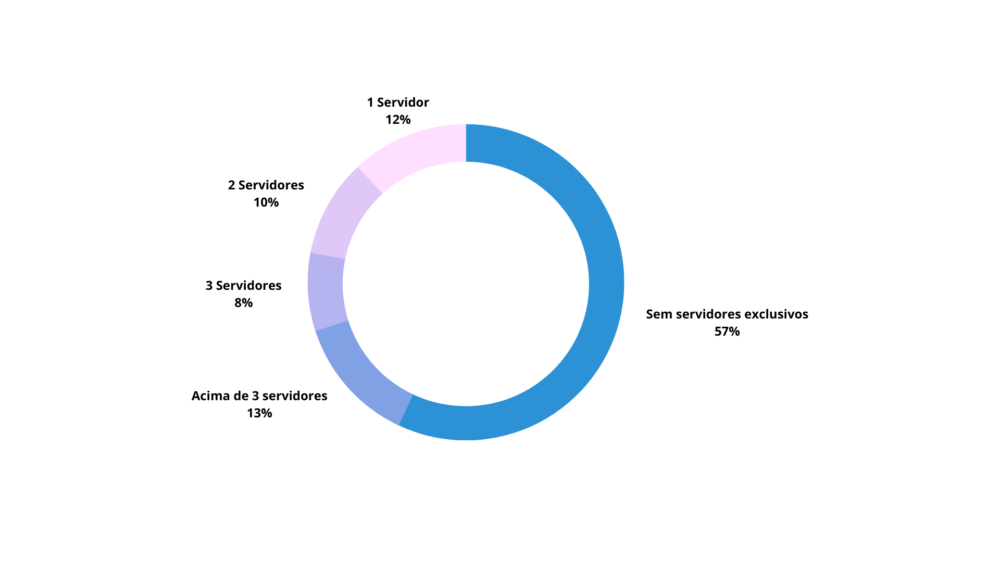 1 Servidor
12%
2 Servidores
10%
3 Servidores
8%
Sem servidores exclusivos
57%
Acima de 3 servidores
13%